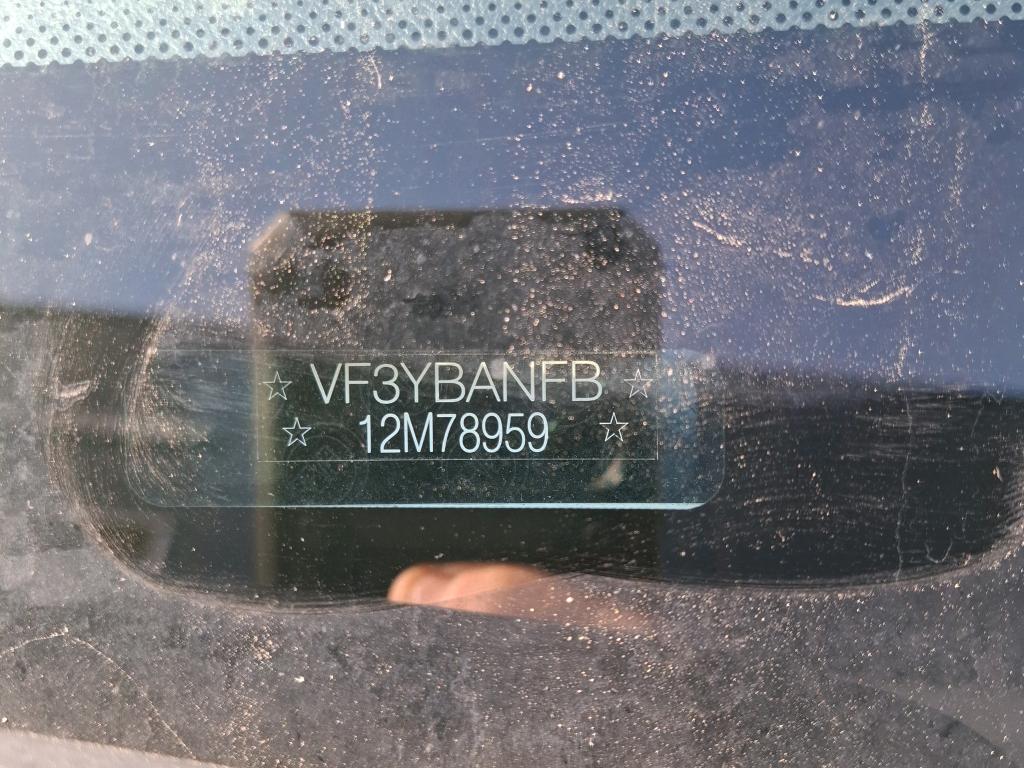 ☆ VF3YBANFB ☆
☆ 12M78959 ☆